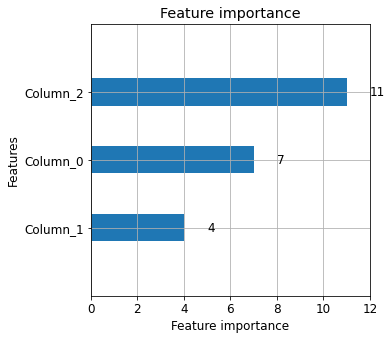 Feature importance
Column_2
11
Column_0
7
Column_1
4
Features
0 2 4 6 8 10 12
Feature importance